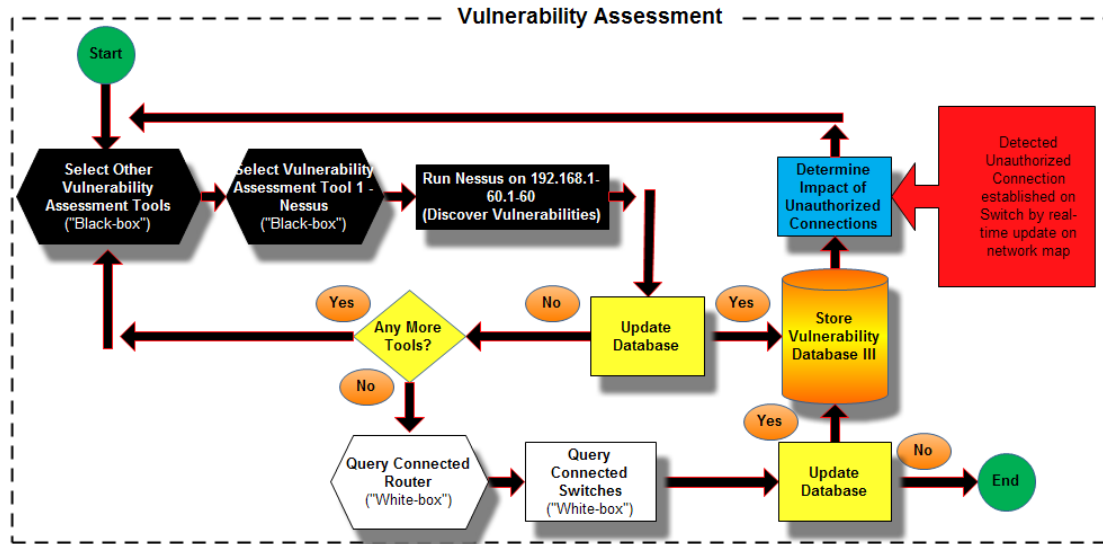 Vulnerability Assessment
Start
Select Other
Vulnerability
Assessment Tools
("Black-box")
Select Vulnerability
Assessment Tool 1 -
Nessus
("Black-box")
Run Nessus on 192.168.1-
60.1-60
(Discover Vulnerabilities)
Determine
Impact of
Unauthorized
Connections
Detected
Unauthorized
Connection
established on
Switch by real-
time update on
network map
Yes
Any More
Tools?
No
Update
Database
Yes
Store
Vulnerability
Database III
No
Query Connected
Router
("White-box")
Query
Connected
Switches
("White-box")
Yes
Update
Database
No
End